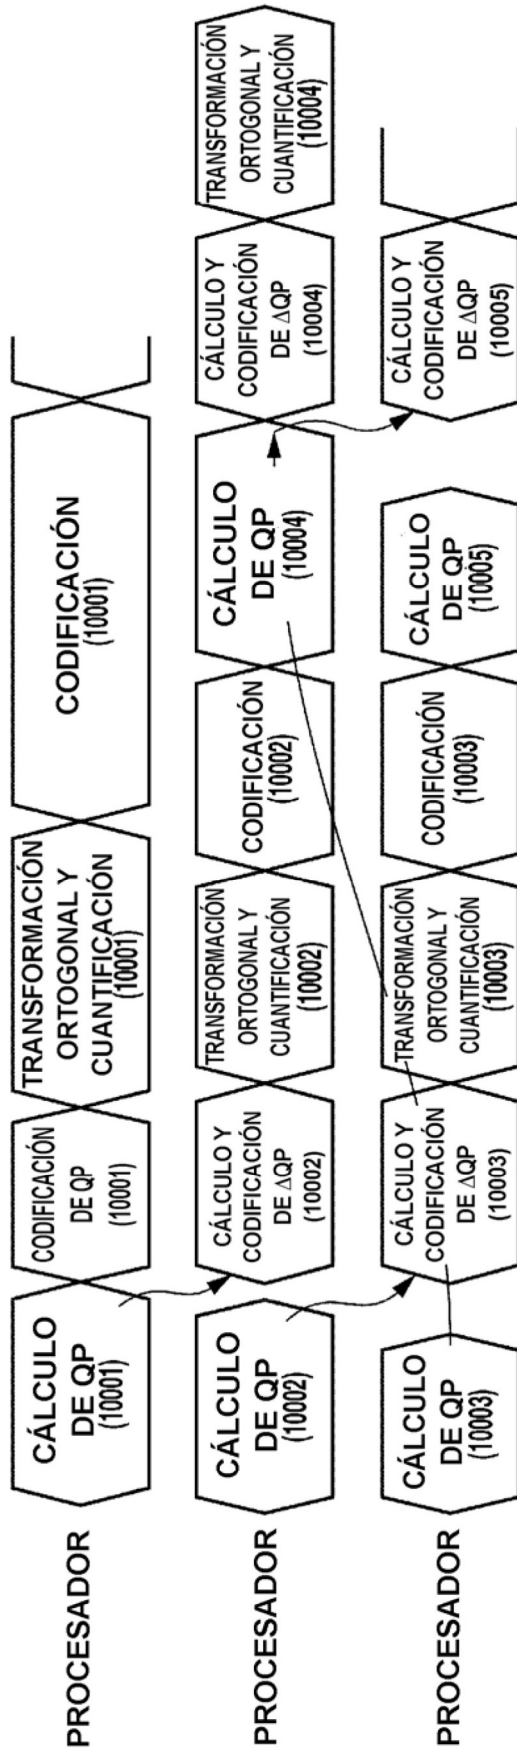 PROCESADOR
CÁLCULO
DE QP
(10001)
CODIFICACIÓN
DE QP
(10001)
TRANSFORMACIÓN
ORTOGONAL Y
CUANTIFICACIÓN
(10001)
CODIFICACIÓN
(10001)
PROCESADOR
CÁLCULO
DE QP
(10002)
CÁLCULO Y
CODIFICACIÓN
DE ΔQP
(10002)
TRANSFORMACIÓN
ORTOGONAL Y
CUANTIFICACIÓN
(10002)
CODIFICACIÓN
(10002)
CÁLCULO
DE QP
(10004)
CÁLCULO Y
CODIFICACIÓN
DE ΔQP
(10004)
TRANSFORMACIÓN
ORTOGONAL Y
CUANTIFICACIÓN
(10004)
PROCESADOR
CÁLCULO
DE QP
(10003)
CÁLCULO Y
CODIFICACIÓN
DE ΔQP
(10003)
TRANSFORMACIÓN
ORTOGONAL Y
CUANTIFICACIÓN
(10003)
CODIFICACIÓN
(10003)
CÁLCULO
DE QP
(10005)
CÁLCULO Y
CODIFICACIÓN
DE ΔQP
(10005)